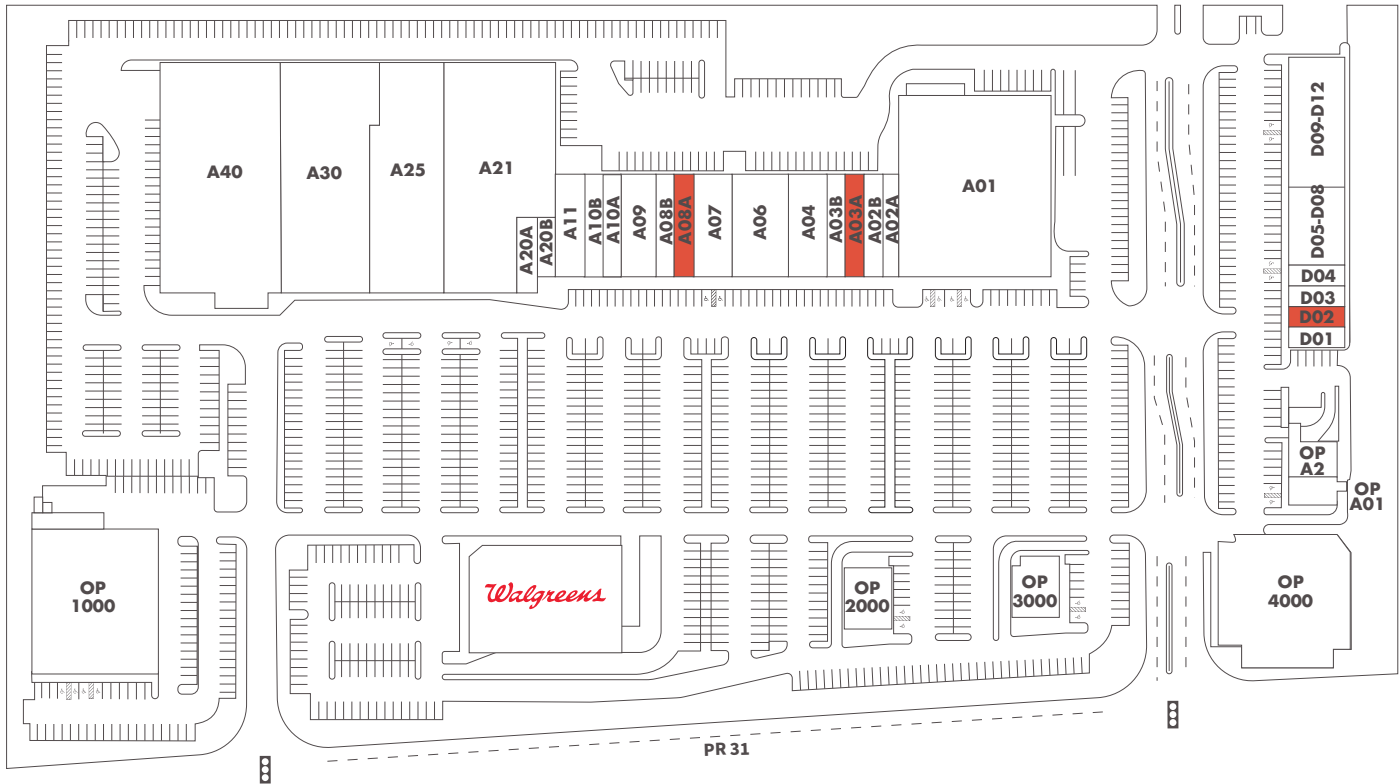 D09-D12
A40
A30
A25
A21
A01
A11
A10B
A10A
A09
A08B
A08A
A07
A06
A04
A03B
A03A
A02B
A02A
D05-D08
A20A
A20B
D04
D03
D02
D01
OP
A2
OP
A01
OP
1000
Walgreens
OP
2000
OP
3000
OP
4000
PR 31